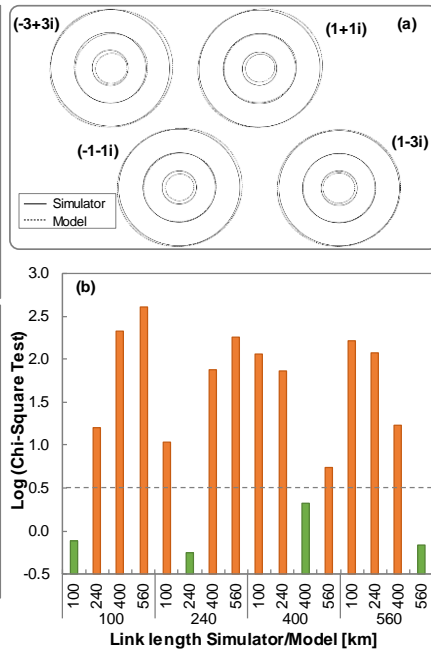 (-3+3i)
(1+1i)
(a)
(-1-1i)
(1-3i)
Simulator
Model
(b)
Log (Chi-Square Test)
3.0
2.5
2.0
1.5
1.0
0.5
0.0
-0.5
100 240 400 560 100 240 400 560 100 240 400 560 100 240 400 560
100 240 400 560
Link length Simulator/Model [km]